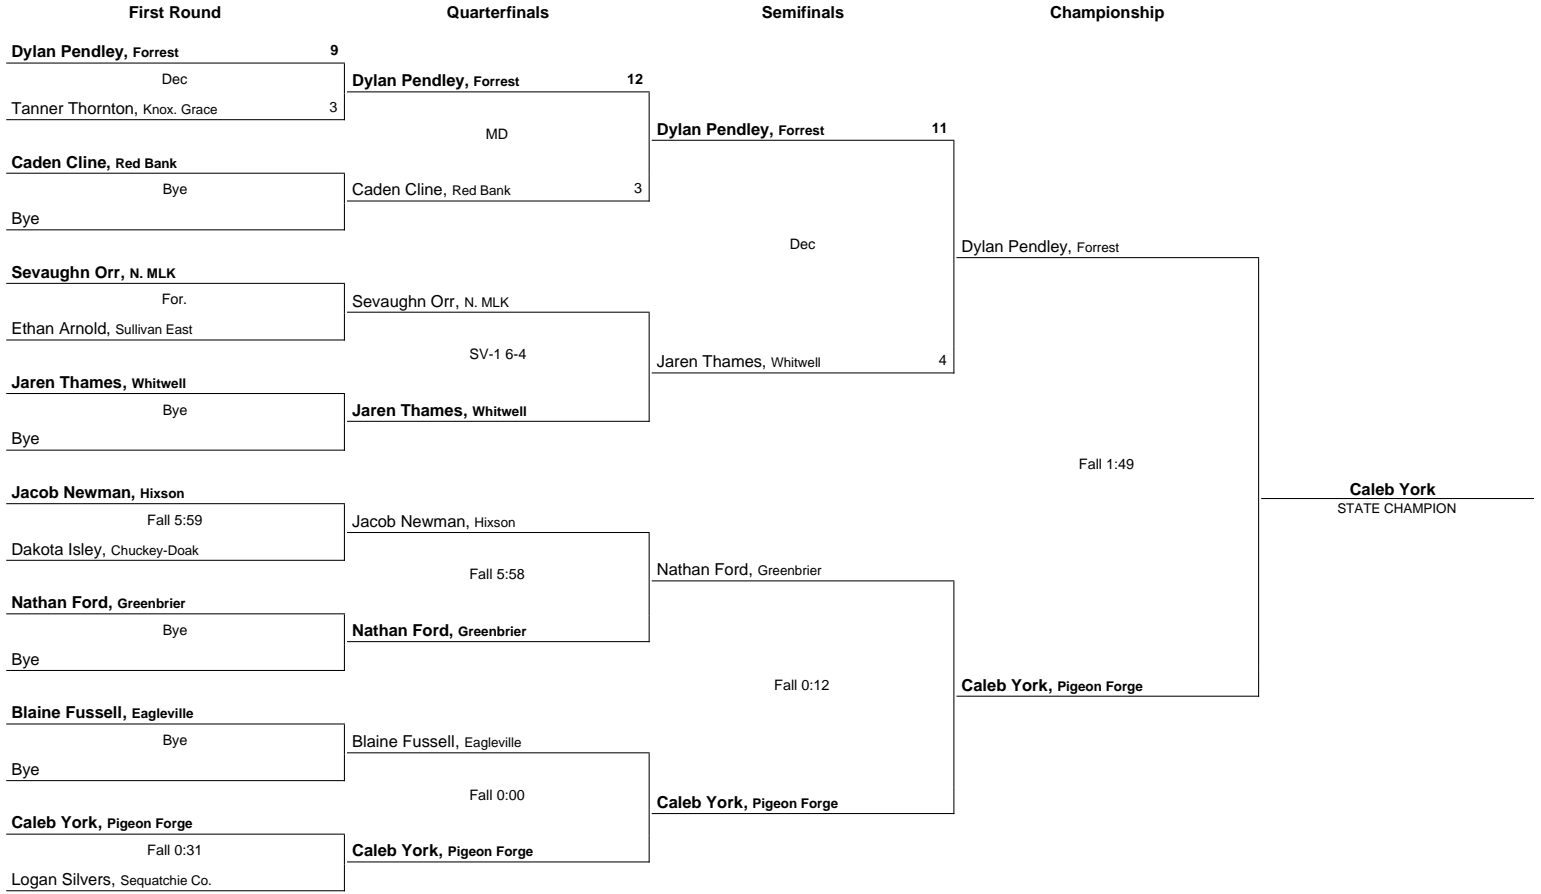 First Round
Quarterfinals
Semifinals
Championship
Dylan Pendley, Forrest 9
Dec
Tanner Thornton, Knox. Grace 3
Caden Cline, Red Bank
Bye
Bye
Sevaughn Orr, N. MLK
For.
Ethan Arnold, Sullivan East
Jaren Thames, Whitwell
Bye
Bye
Jacob Newman, Hixson
Fall 5:59
Dakota Isley, Chuckey-Doak
Nathan Ford, Greenbrier
Bye
Bye
Blaine Fussell, Eagleville
Bye
Bye
Caleb York, Pigeon Forge
Fall 0:31
Logan Silvers, Sequatchie Co.
Dylan Pendley, Forrest 12
MD
Caden Cline, Red Bank 3
Sevaughn Orr, N. MLK
SV-1 6-4
Jaren Thames, Whitwell
Jacob Newman, Hixson
Fall 5:58
Nathan Ford, Greenbrier
Blaine Fussell, Eagleville
Fall 0:00
Caleb York, Pigeon Forge
Dylan Pendley, Forrest 11
Dec
Jaren Thames, Whitwell 4
Nathan Ford, Greenbrier
Fall 0:12
Caleb York, Pigeon Forge
Dylan Pendley, Forrest
Fall 1:49
Caleb York, Pigeon Forge
Caleb York
STATE CHAMPION